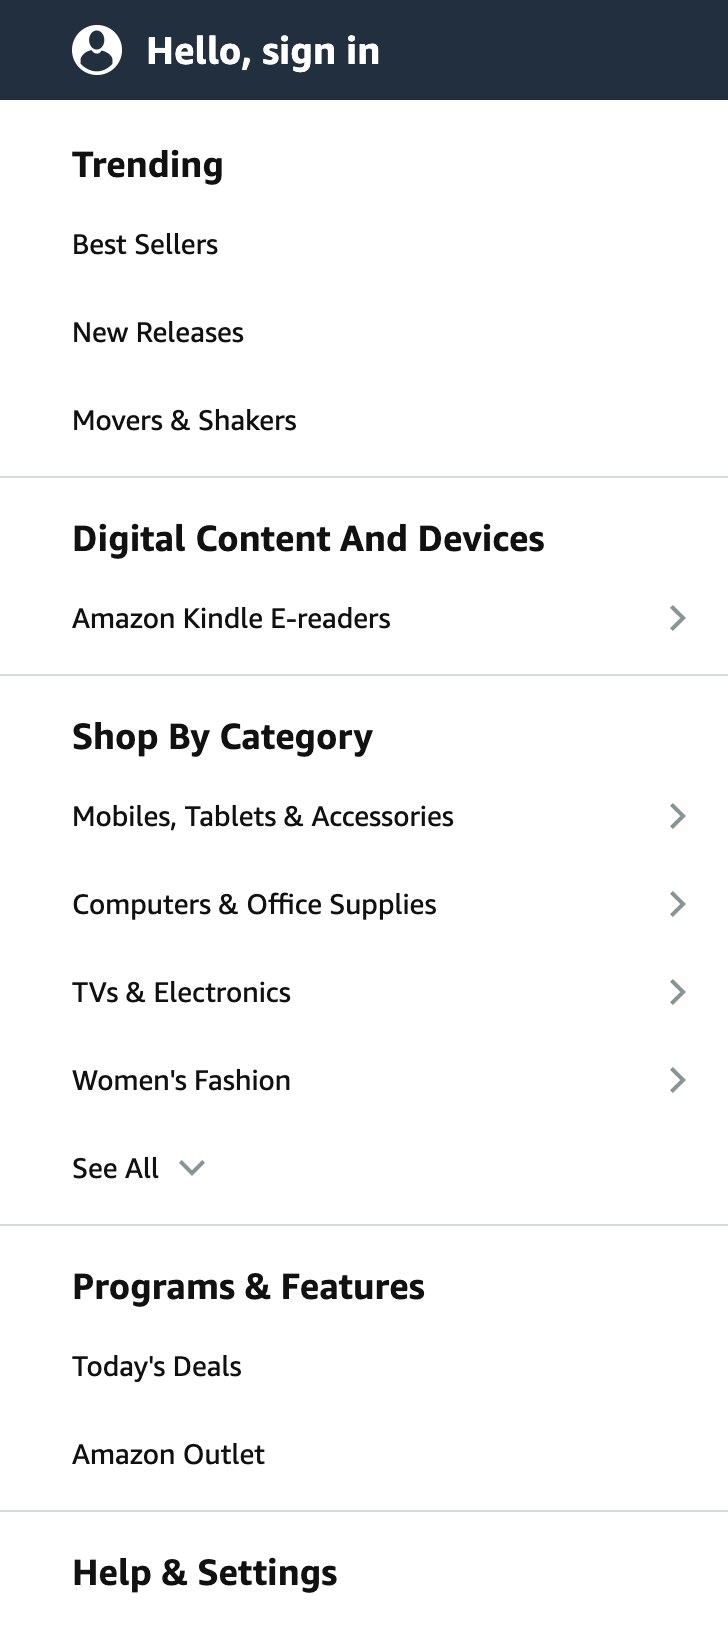 Hello, sign in
Trending
Best Sellers
New Releases
Movers & Shakers
Digital Content And Devices
Amazon Kindle E-readers
Shop By Category
Mobiles, Tablets & Accessories
Computers & Office Supplies
TVs & Electronics
Women's Fashion
See All
Programs & Features
Today's Deals
Amazon Outlet
Help & Settings